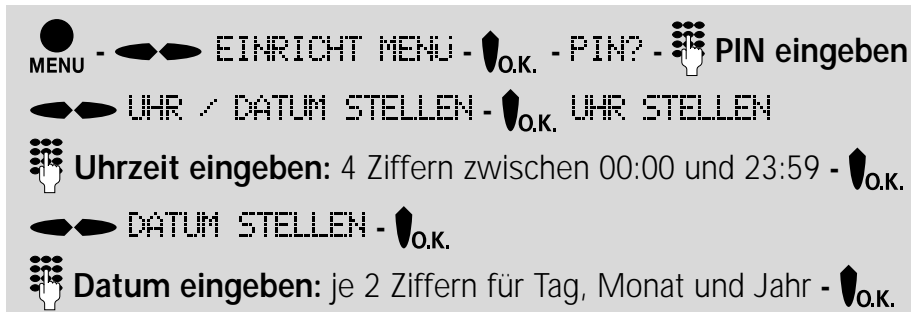 MENU - EINRICHT MENÜ - O.K. - PIN? - PIN eingeben
UHR / DATUM STELLEN - O.K. UHR STELLEN
Uhrzeit eingeben: 4 Ziffern zwischen 00:00 und 23:59 - O.K.
DATUM STELLEN - O.K.
Datum eingeben: je 2 Ziffern für Tag, Monat und Jahr - O.K.